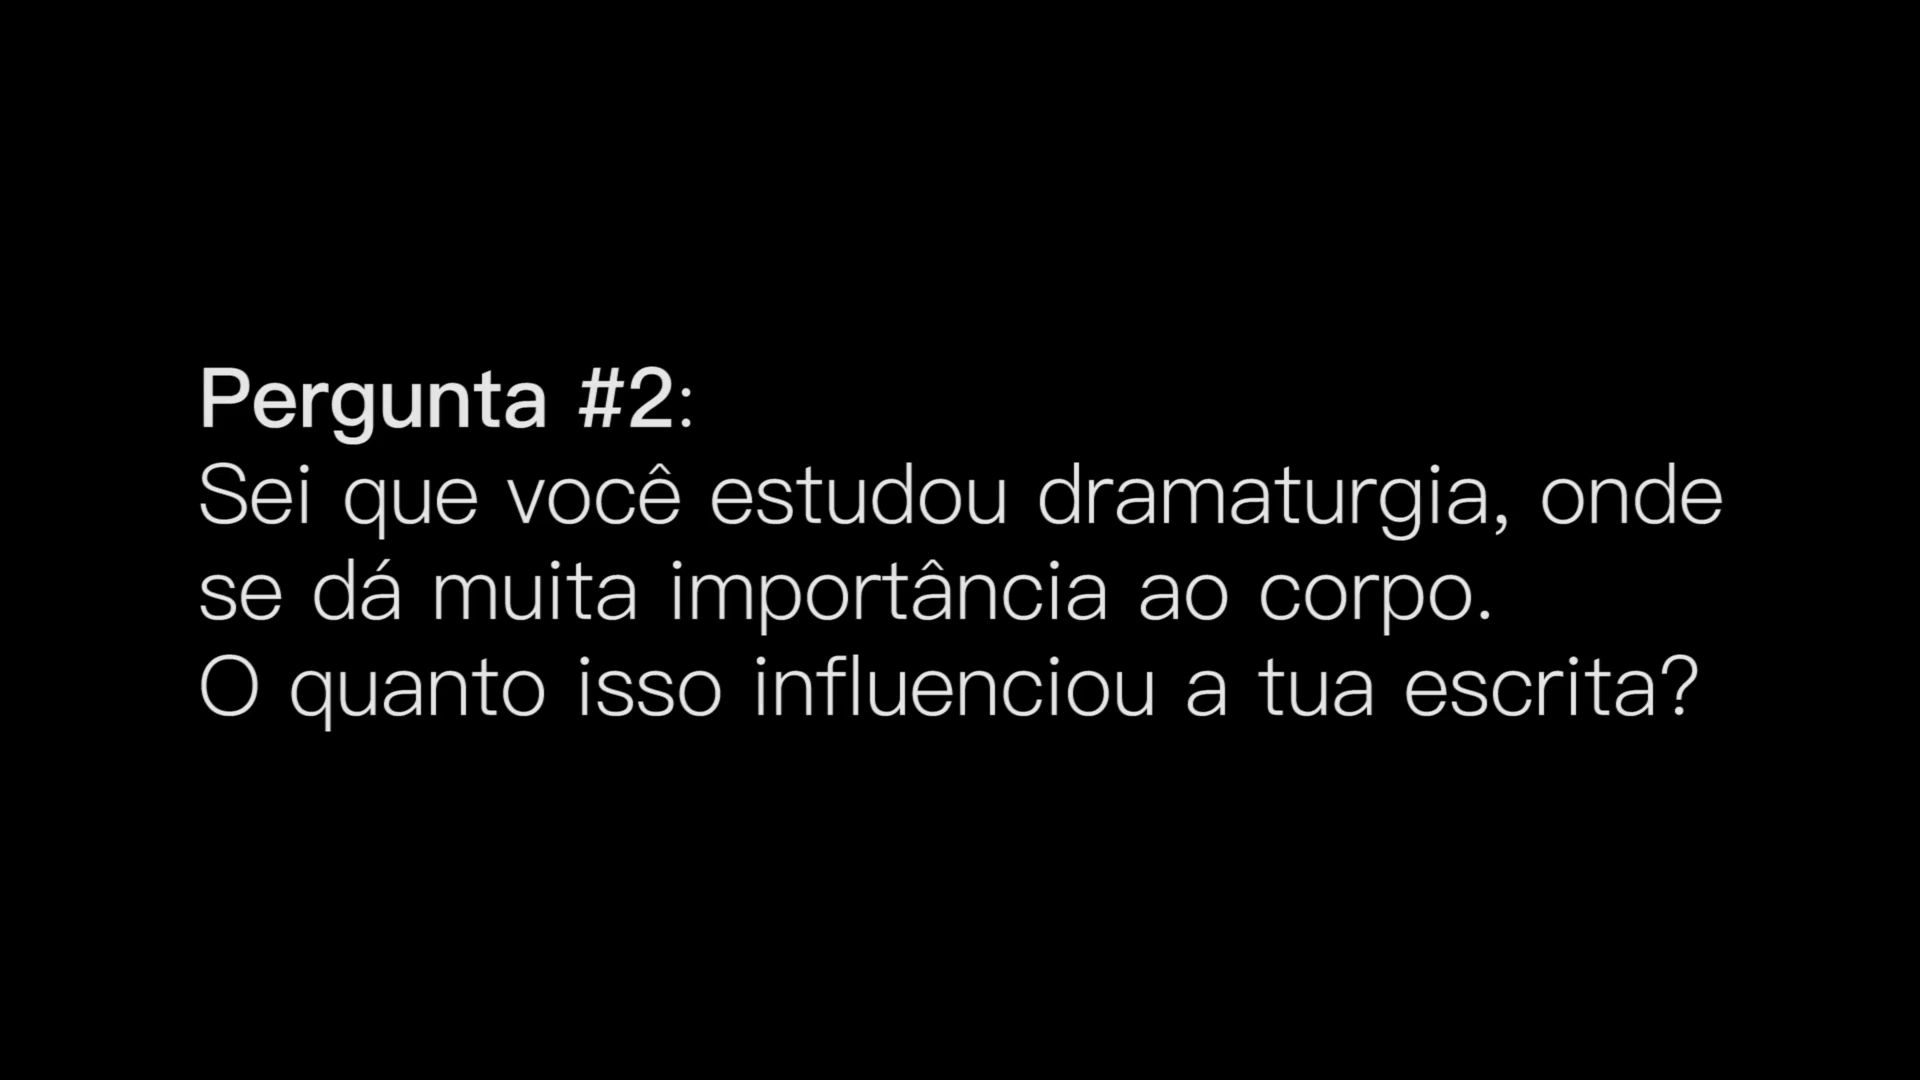 Pergunta #2:
Sei que você estudou dramaturgia, onde
se dá muita importância ao corpo.
O quanto isso influenciou a tua escrita?